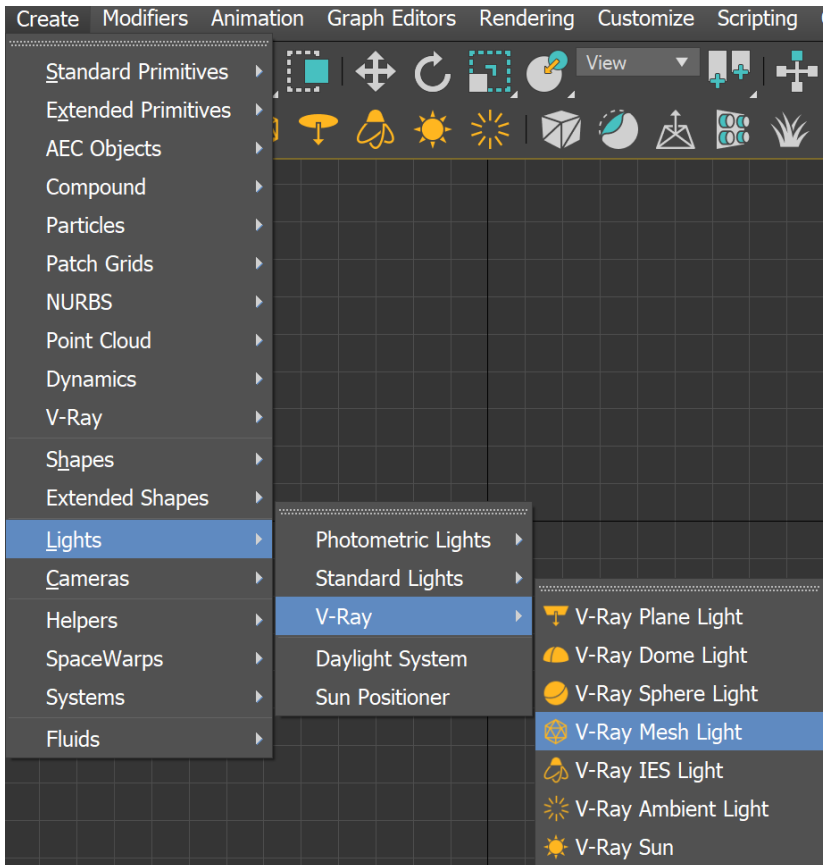 Create Modifiers Animation Graph Editors Rendering Customize Scripting
View
Standard Primitives
Extended Primitives
AEC Objects
Compound
Particles
Patch Grids
NURBS
Point Cloud
Dynamics
V-Ray
Shapes
Extended Shapes
Lights
Cameras
Helpers
SpaceWarps
Systems
Fluids
Photometric Lights
Standard Lights
V-Ray
Daylight System
Sun Positioner
V-Ray Plane Light
V-Ray Dome Light
V-Ray Sphere Light
V-Ray Mesh Light
V-Ray IES Light
V-Ray Ambient Light
V-Ray Sun